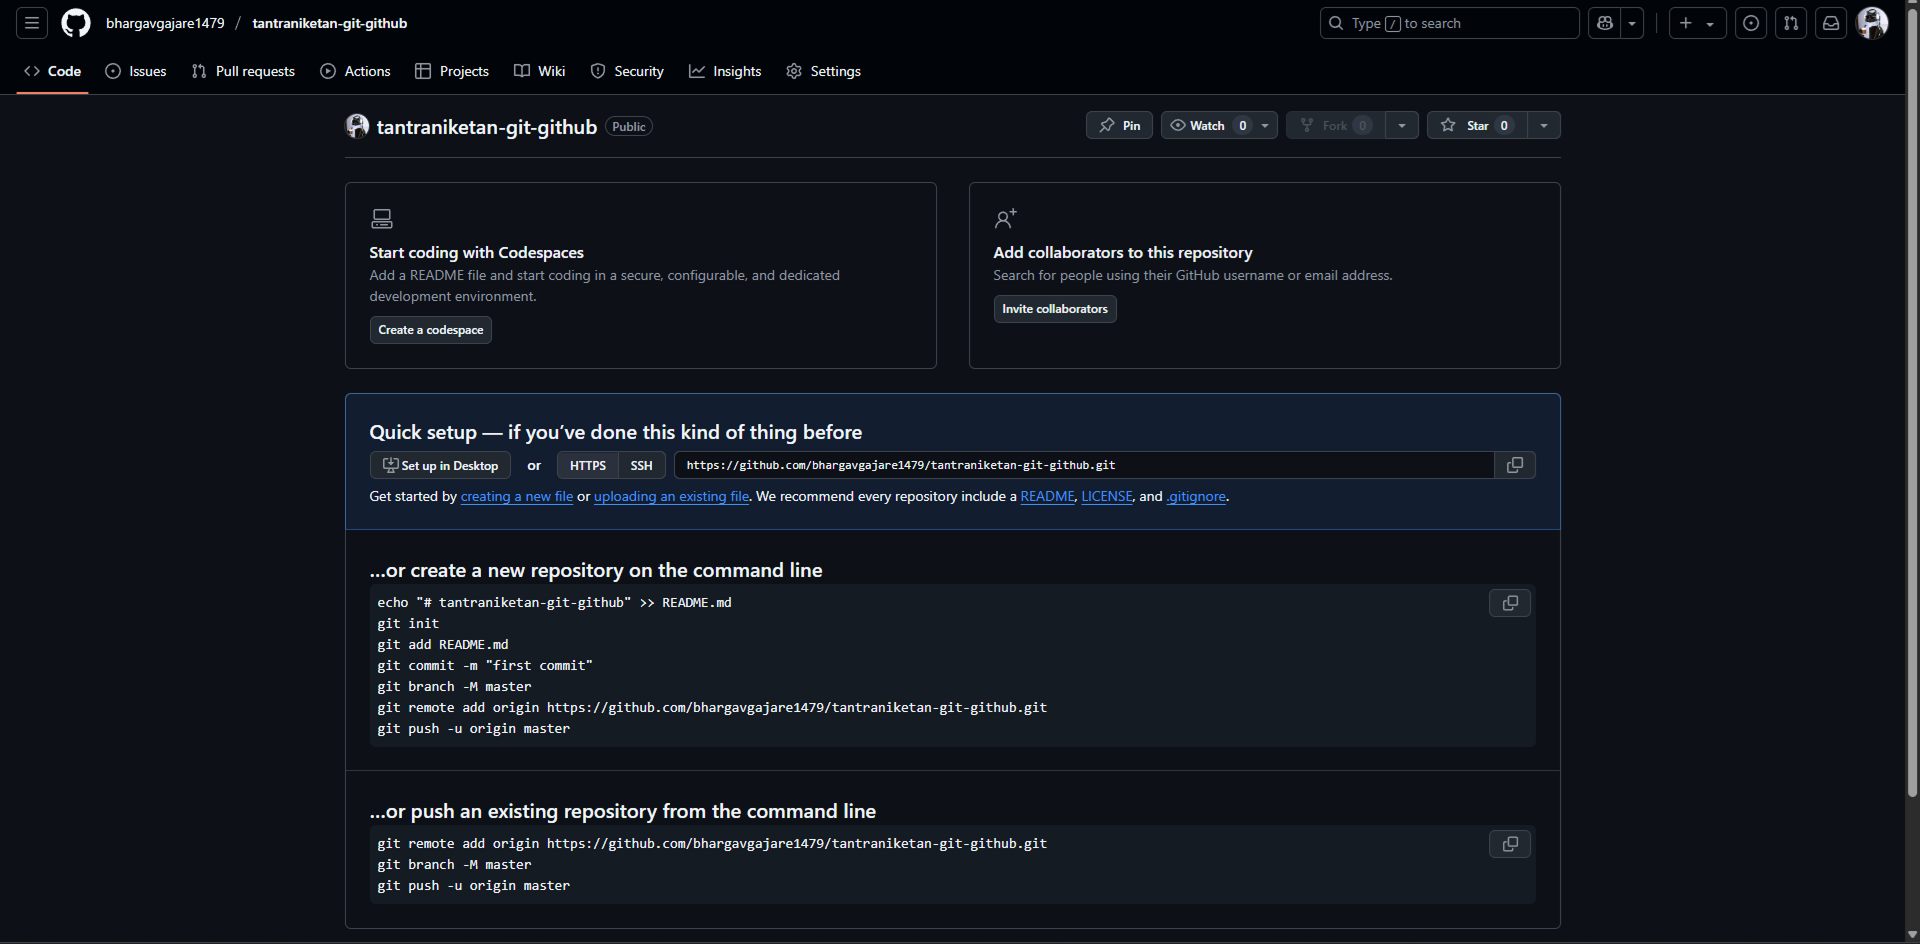 bhargavgajare1479 / tantraniketan-git-github
Type / to search
Code
Issues
Pull requests
Actions
Projects
Wiki
Security
Insights
Settings
tantraniketan-git-github
Public
Pin
Watch 0
Fork 0
Star 0
Start coding with Codespaces
Add a README file and start coding in a secure, configurable, and dedicated
development environment.
Create a codespace
Add collaborators to this repository
Search for people using their GitHub username or email address.
Invite collaborators
Quick setup — if you’ve done this kind of thing before
Set up in Desktop or HTTPS SSH https://github.com/bhargavgajare1479/tantraniketan-git-github.git
Get started by creating a new file or uploading an existing file. We recommend every repository include a README, LICENSE, and .gitignore.
…or create a new repository on the command line
echo "# tantraniketan-git-github" >> README.md
git init
git add README.md
git commit -m "first commit"
git branch -M master
git remote add origin https://github.com/bhargavgajare1479/tantraniketan-git-github.git
git push -u origin master
…or push an existing repository from the command line
git remote add origin https://github.com/bhargavgajare1479/tantraniketan-git-github.git
git branch -M master
git push -u origin master